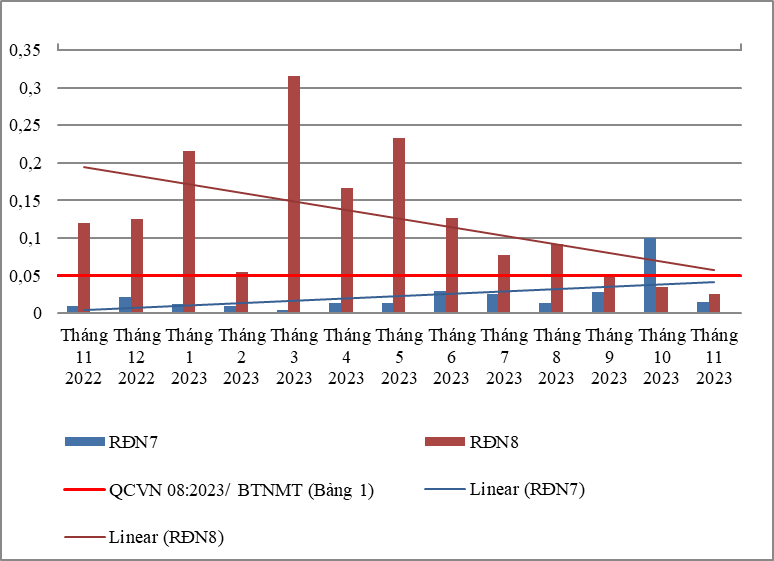 0,35
0,3
0,25
0,2
0,15
0,1
0,05
0
Tháng Tháng Tháng Tháng Tháng Tháng Tháng Tháng Tháng Tháng Tháng Tháng Tháng
11 12 1 2 3 4 5 6 7 8 9 10 11
2022 2022 2023 2023 2023 2023 2023 2023 2023 2023 2023 2023 2023
RĐN7 RĐN8
QCVN 08:2023/ BTNMT (Bảng 1) Linear (RĐN7)
Linear (RĐN8)